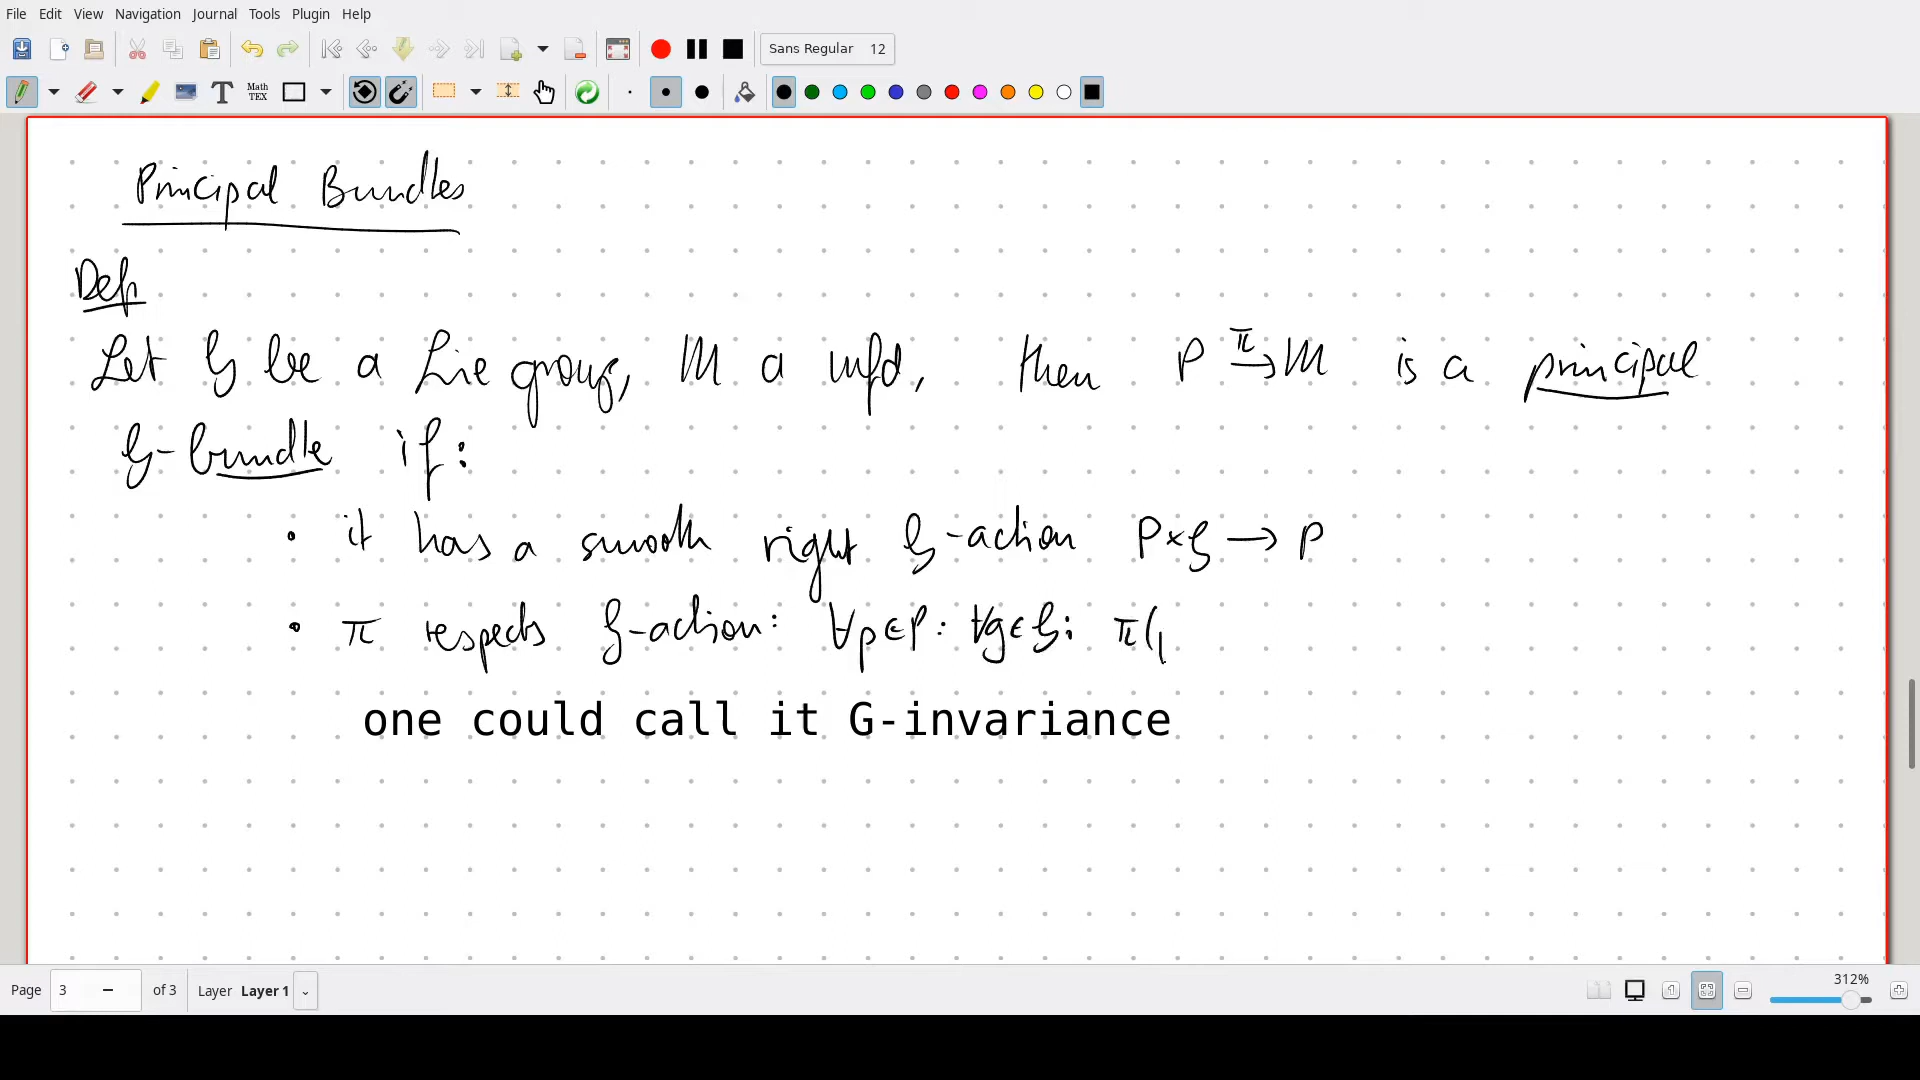 File Edit View Navigation Journal Tools Plugin Help
Sans Regular 12
Math TEX
Principal Bundles
Def
Let G be a Lie group, M a mfd, then P →^π M is a principal
G-bundle if:
• it has a smooth right G-action P×G → P
• π respects G-action: ∀p∈P: ∀g∈G: π(
one could call it G-invariance
Page 3 of 3 Layer Layer 1 312%